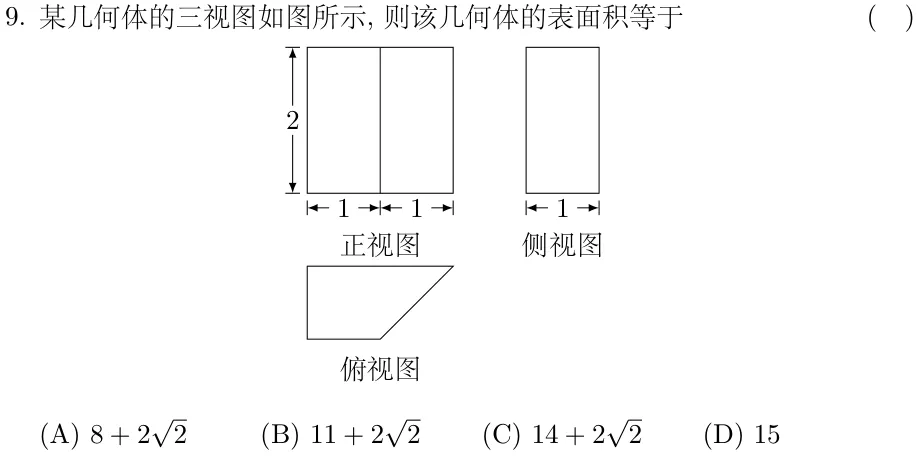 9. 某几何体的三视图如图所示, 则该几何体的表面积等于 ( )
2
1 1 1
正视图 侧视图
俯视图
(A) 8 + 2√2 (B) 11 + 2√2 (C) 14 + 2√2 (D) 15